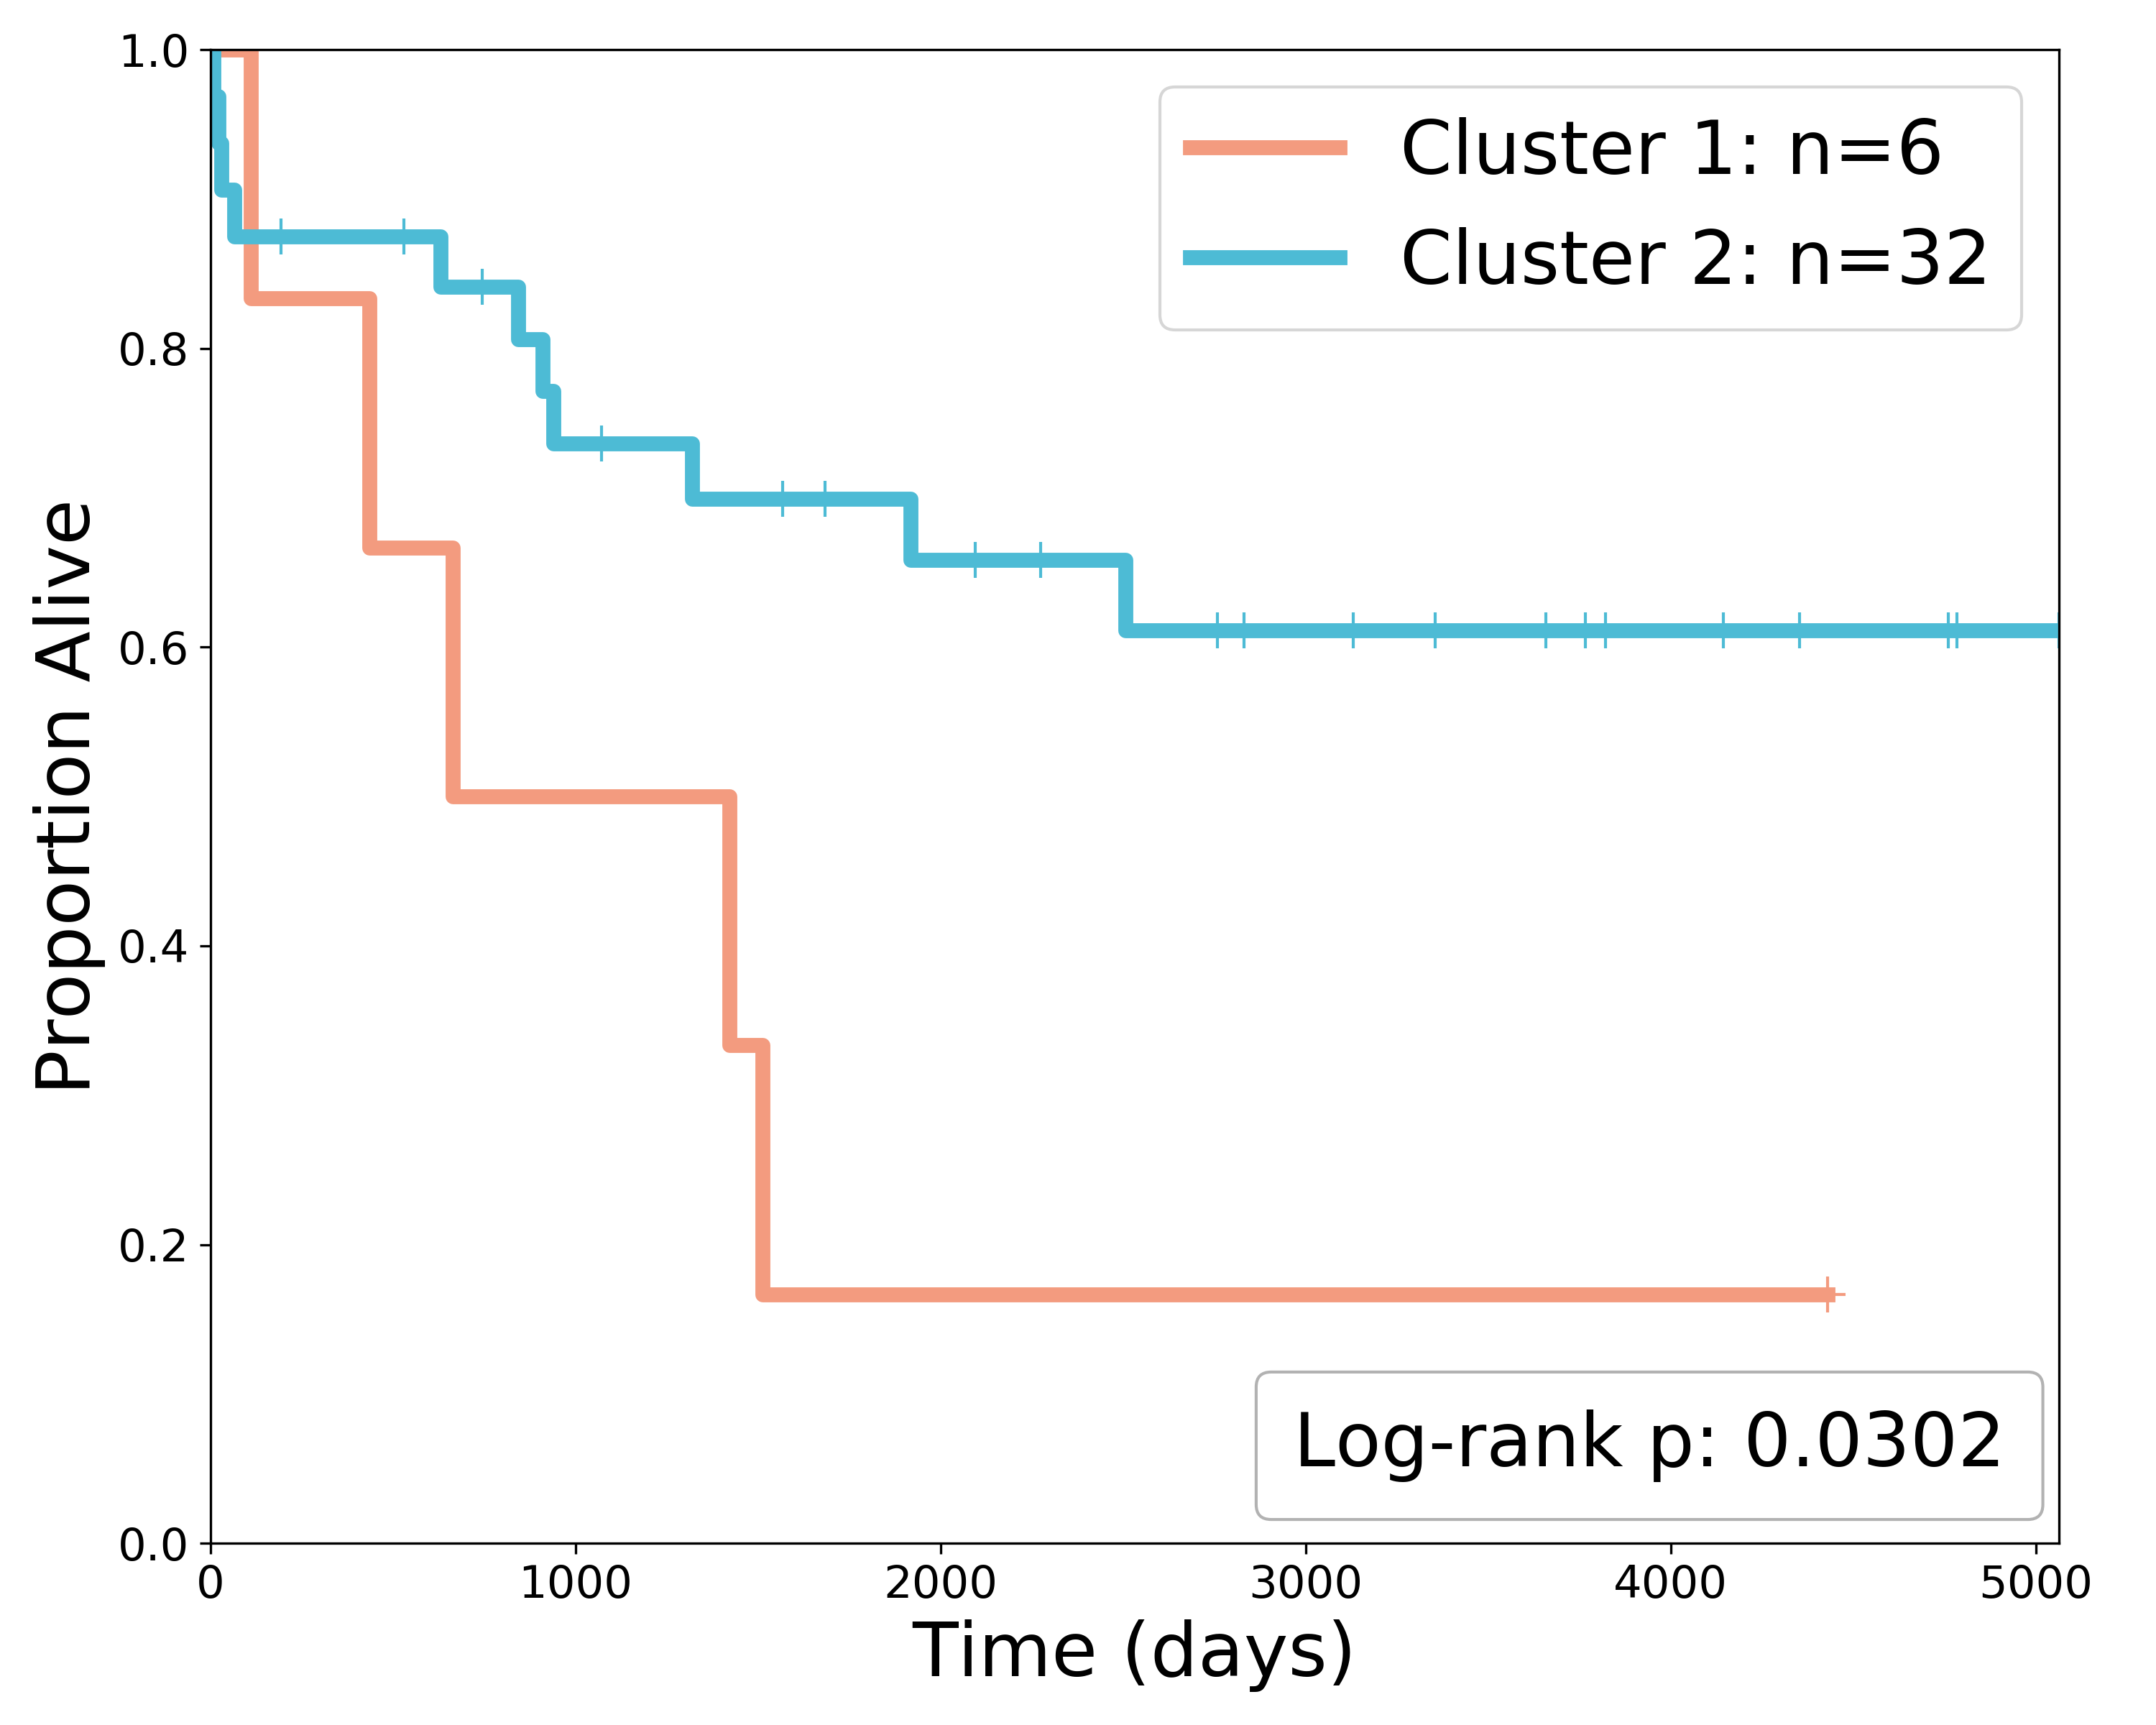 Proportion Alive
1.0
0.8
0.6
0.4
0.2
0.0
Cluster 1: n=6
Cluster 2: n=32
Log-rank p: 0.0302
0 1000 2000 3000 4000 5000
Time (days)